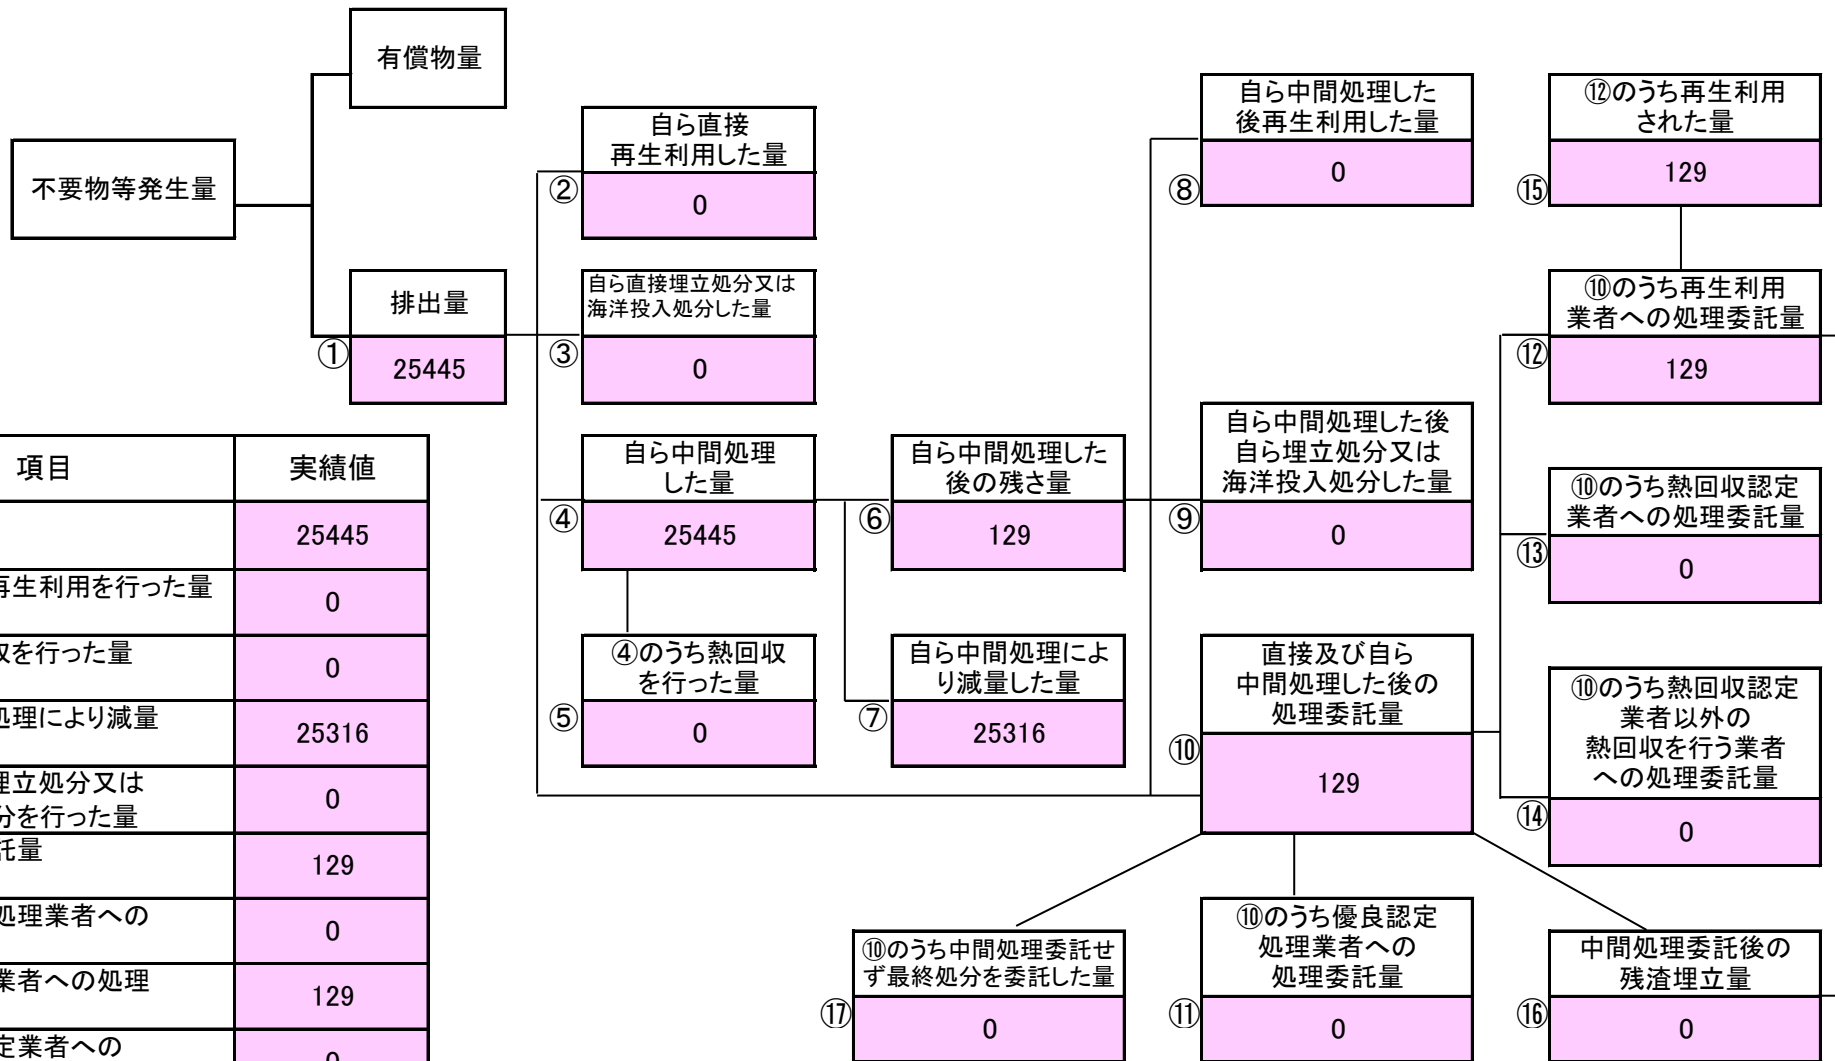 有償物量
不要物等発生量
排出量
①
25445
自ら直接
再生利用した量
②
0
自ら直接埋立処分又は
海洋投入処分した量
③
0
自ら中間処理
した量
④
25445
④のうち熱回収
を行った量
⑤
0
自ら中間処理した
後の残さ量
⑥
129
自ら中間処理によ
り減量した量
⑦
25316
自ら中間処理した
後再生利用した量
⑧
0
自ら中間処理した後
自ら埋立処分又は
海洋投入処分した量
⑨
0
直接及び自ら
中間処理した後の
処理委託量
⑩
129
⑫のうち再生利用
された量
⑮
129
⑩のうち再生利用
業者への処理委託量
⑫
129
⑩のうち熱回収認定
業者への処理委託量
⑬
0
⑩のうち熱回収認定
業者以外の
熱回収を行う業者
への処理委託量
⑭
0
⑩のうち中間処理委託せ
ず最終処分を委託した量
⑰
0
⑩のうち優良認定
処理業者への
処理委託量
⑪
0
中間処理委託後の
残渣埋立量
⑯
0
項目 実績値
25445
再生利用を行った量 0
を行った量 0
処理により減量 25316
埋立処分又は
を行った量 0
託量 129
処理業者への 0
業者への処理 129
定業者への